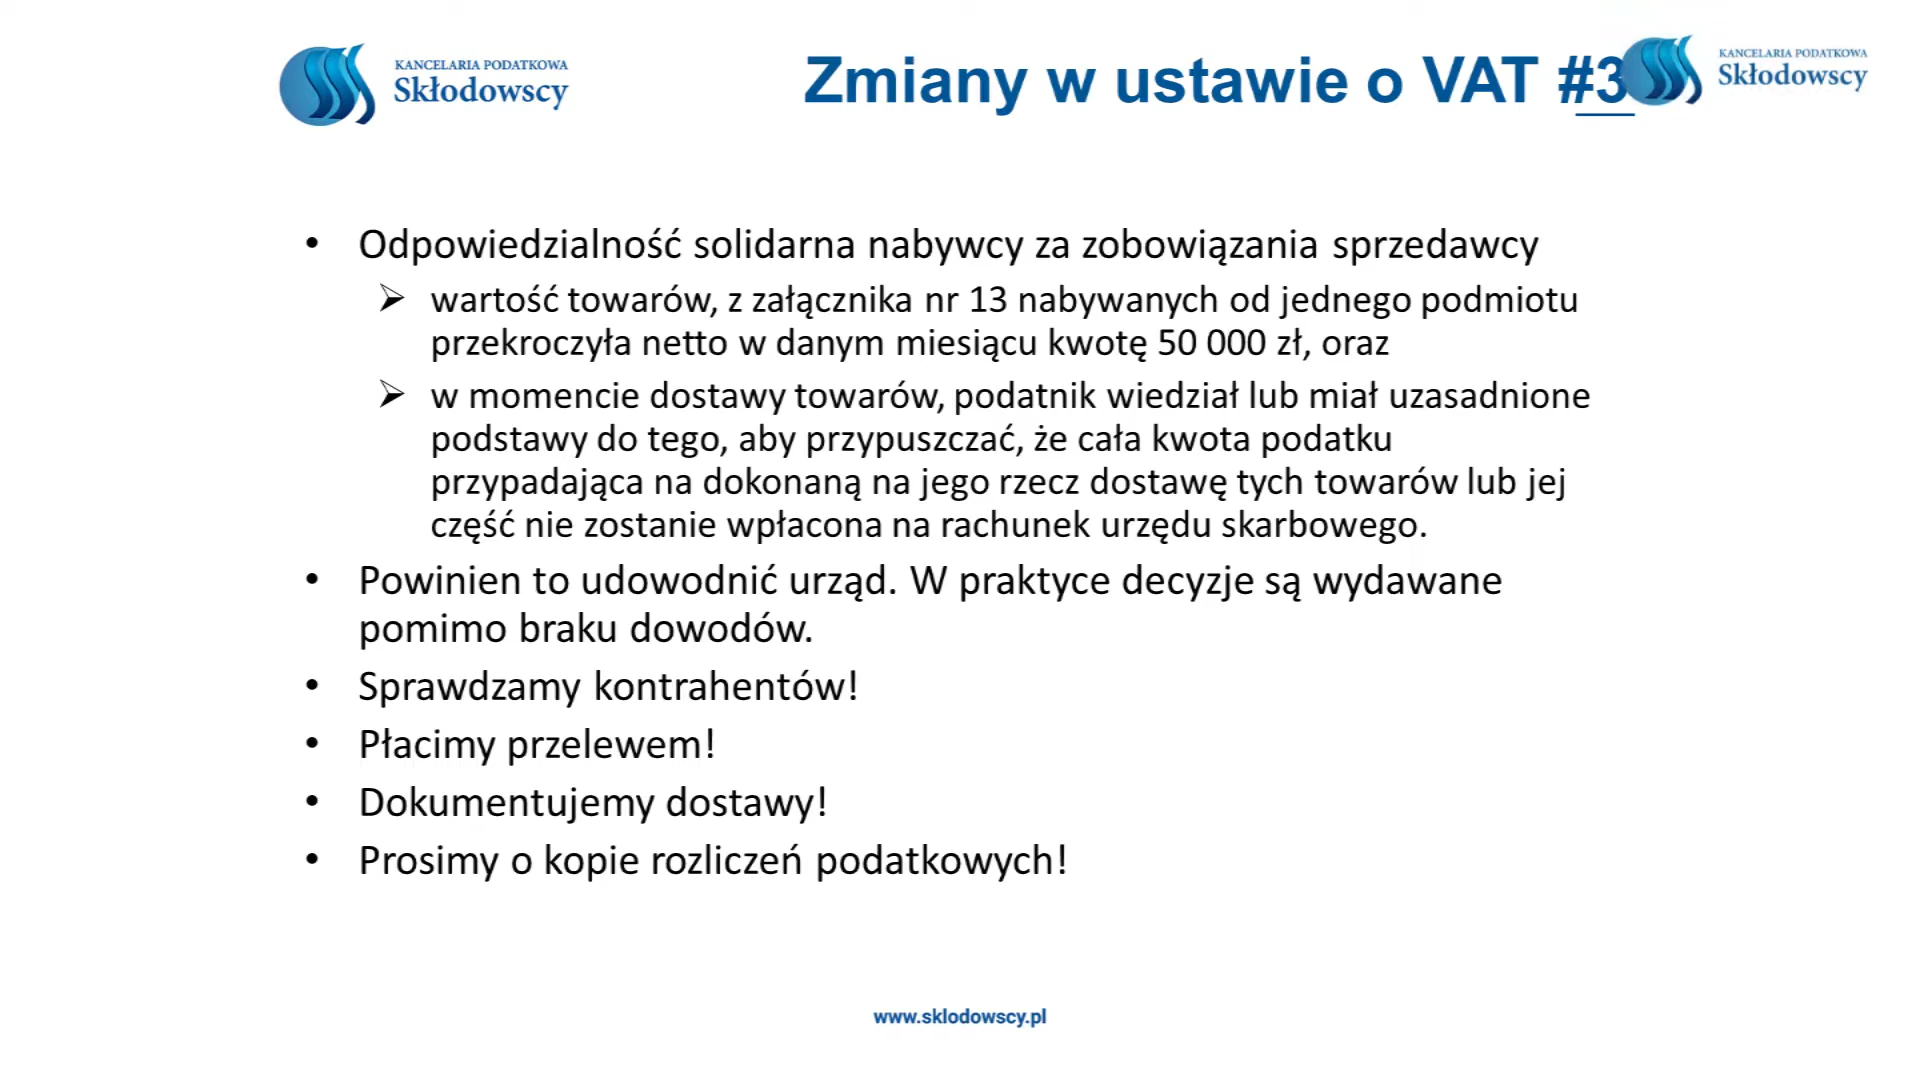 KANCELARIA PODATKOWA
Skłodowscy
Zmiany w ustawie o VAT #3
KANCELARIA PODATKOWA
Skłodowscy
• Odpowiedzialność solidarna nabywcy za zobowiązania sprzedawcy
➢ wartość towarów, z załącznika nr 13 nabywanych od jednego podmiotu
przekroczyła netto w danym miesiącu kwotę 50 000 zł, oraz
➢ w momencie dostawy towarów, podatnik wiedział lub miał uzasadnione
podstawy do tego, aby przypuszczać, że cała kwota podatku
przypadająca na dokonaną na jego rzecz dostawę tych towarów lub jej
część nie zostanie wpłacona na rachunek urzędu skarbowego.
• Powinien to udowodnić urząd. W praktyce decyzje są wydawane
pomimo braku dowodów.
• Sprawdzamy kontrahentów!
• Płacimy przelewem!
• Dokumentujemy dostawy!
• Prosimy o kopie rozliczeń podatkowych!
www.sklodowscy.pl